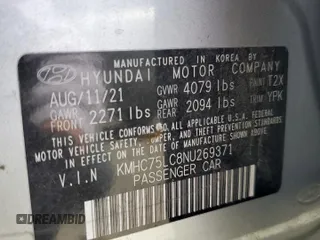 MANUFACTURED IN KOREA BY
HYUNDAI MOTOR COMPANY
AUG/11/21 GVWR 4079 lbs PAINT T2X
GAWR FRONT 2271 lbs GAWR REAR 2094 lbs TRIM YPK
THIS VEHICLE CONFORMS TO ALL APPLICABLE
U.S. FEDERAL MOTOR VEHICLE SAFETY, BUMPER,
AND THEFT PREVENTION STANDARDS IN EFFECT ON
THE DATE OF MANUFACTURE SHOWN ABOVE.
V.I.N KMHC75LC8NU269371
PASSENGER CAR
KREAMBID